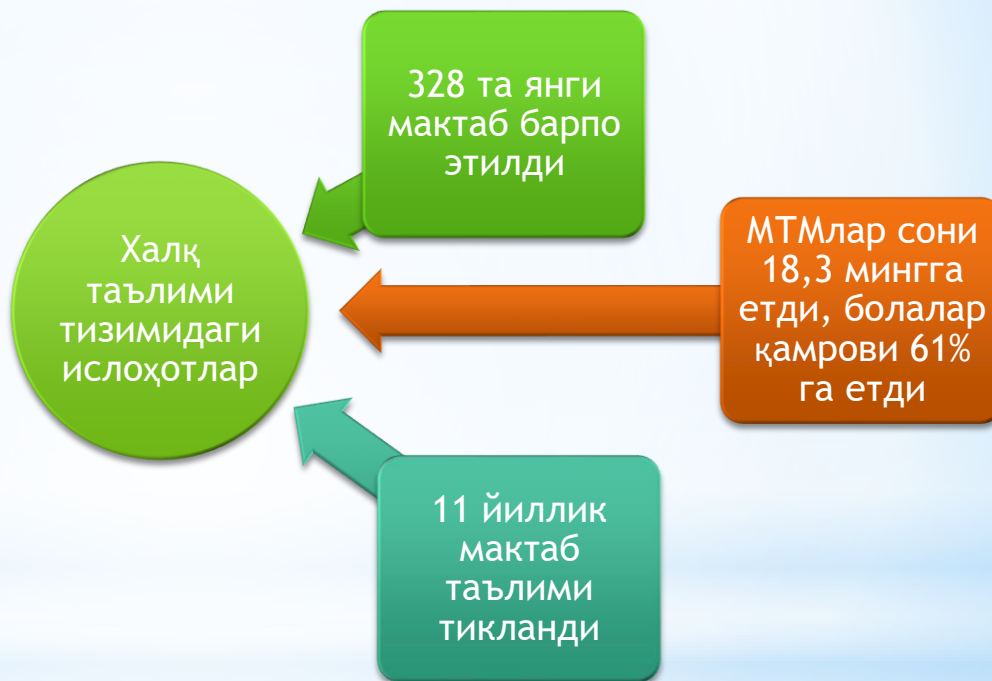 328 та янги
мактаб барпо
этилди
Халқ
таълими
тизимидаги
ислоҳотлар
МТМлар сони
18,3 мингга
етди, болалар
қамрови 61%
га етди
11 йиллик
мактаб
таълими
тикланди